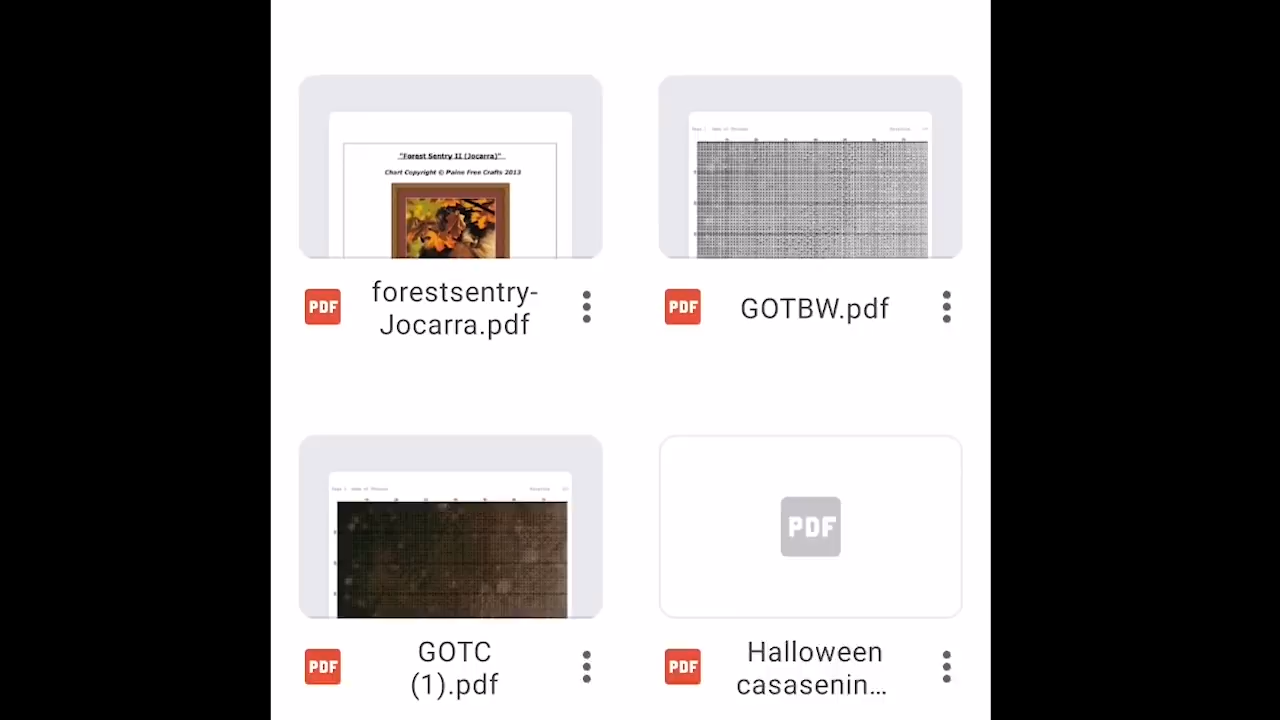 "Forest Sentry II (Jocarra)"
Chart Copyright © Paine Free Crafts 2013
PDF
forestsentry-
Jocarra.pdf
PDF
GOTBW.pdf
PDF
GOTC
(1).pdf
PDF
PDF
Halloween
casasenin…